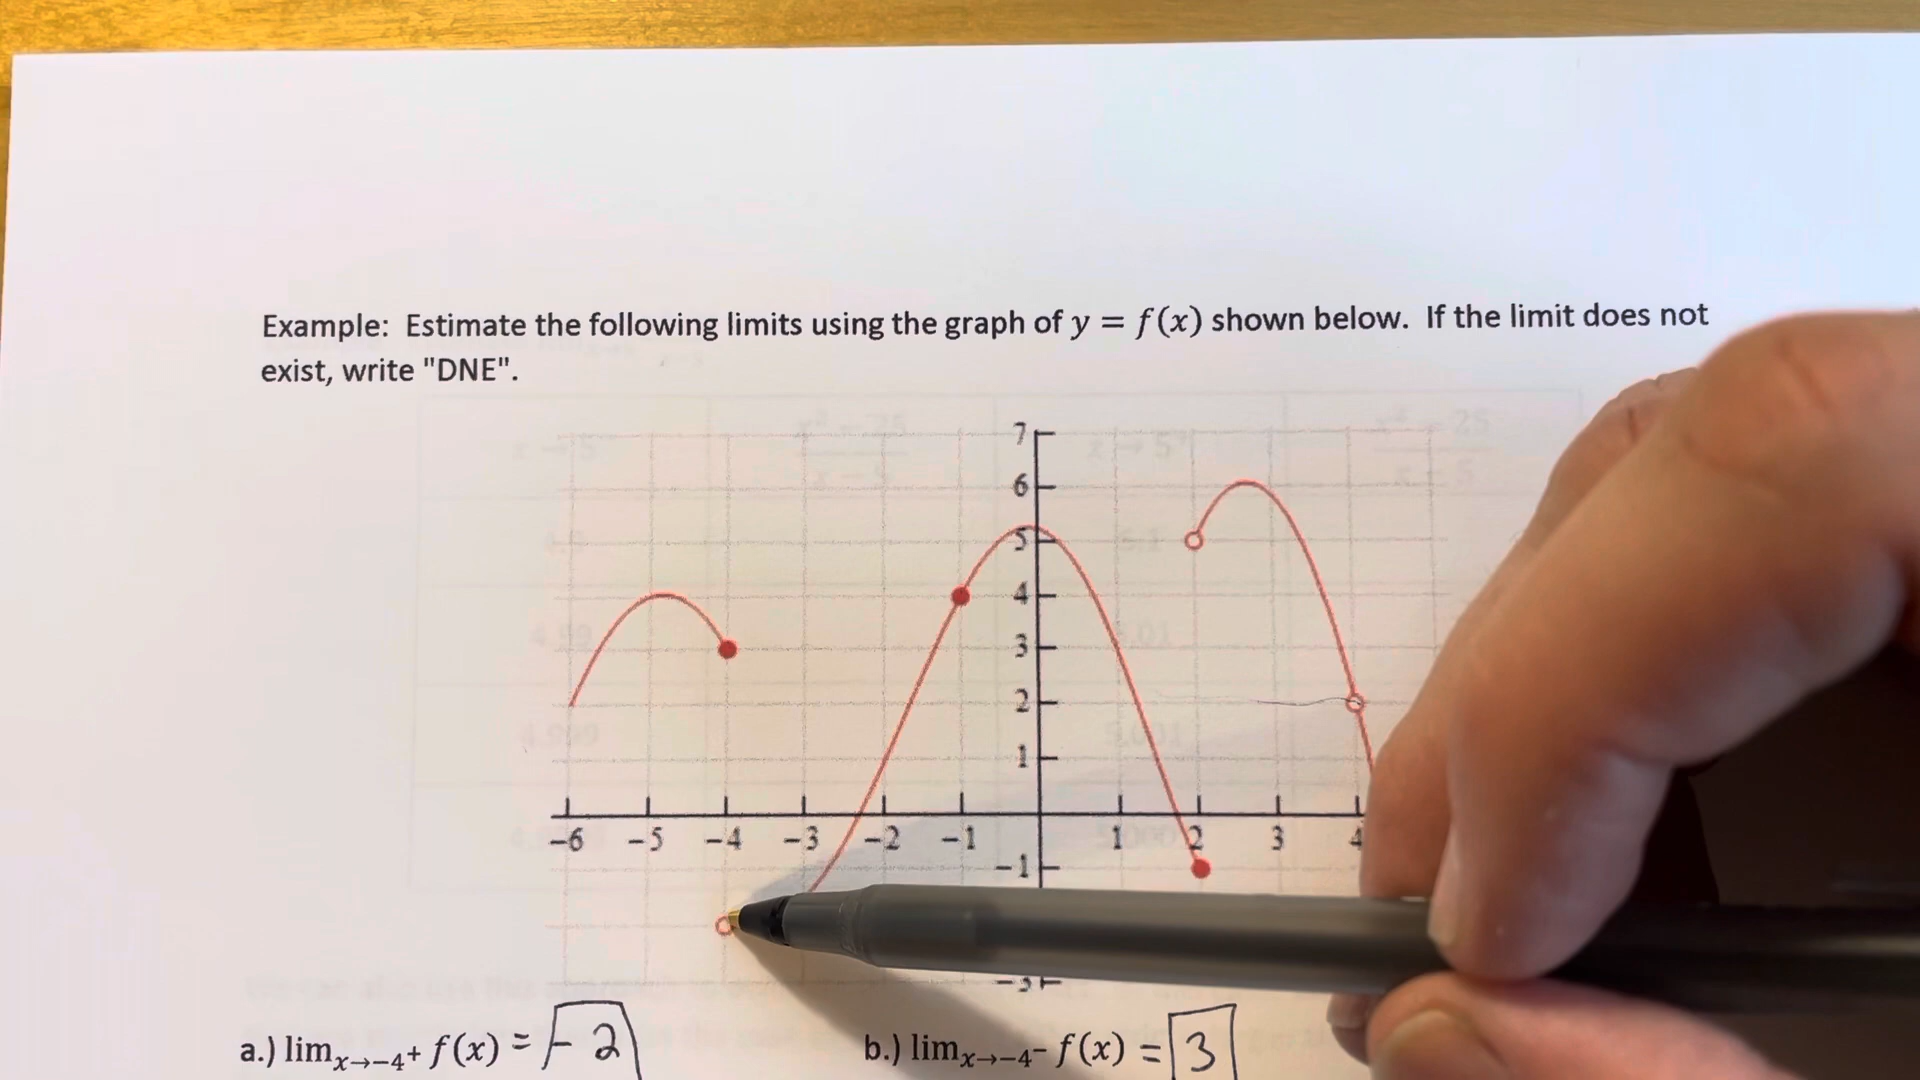 Example: Estimate the following limits using the graph of y = f(x) shown below. If the limit does not
exist, write "DNE".
7
6
5
4
3
2
1
-6 -5 -4 -3 -2 -1 1 2 3 4
-1
a.) lim_{x→-4^+} f(x) = -2
b.) lim_{x→-4^-} f(x) = 3